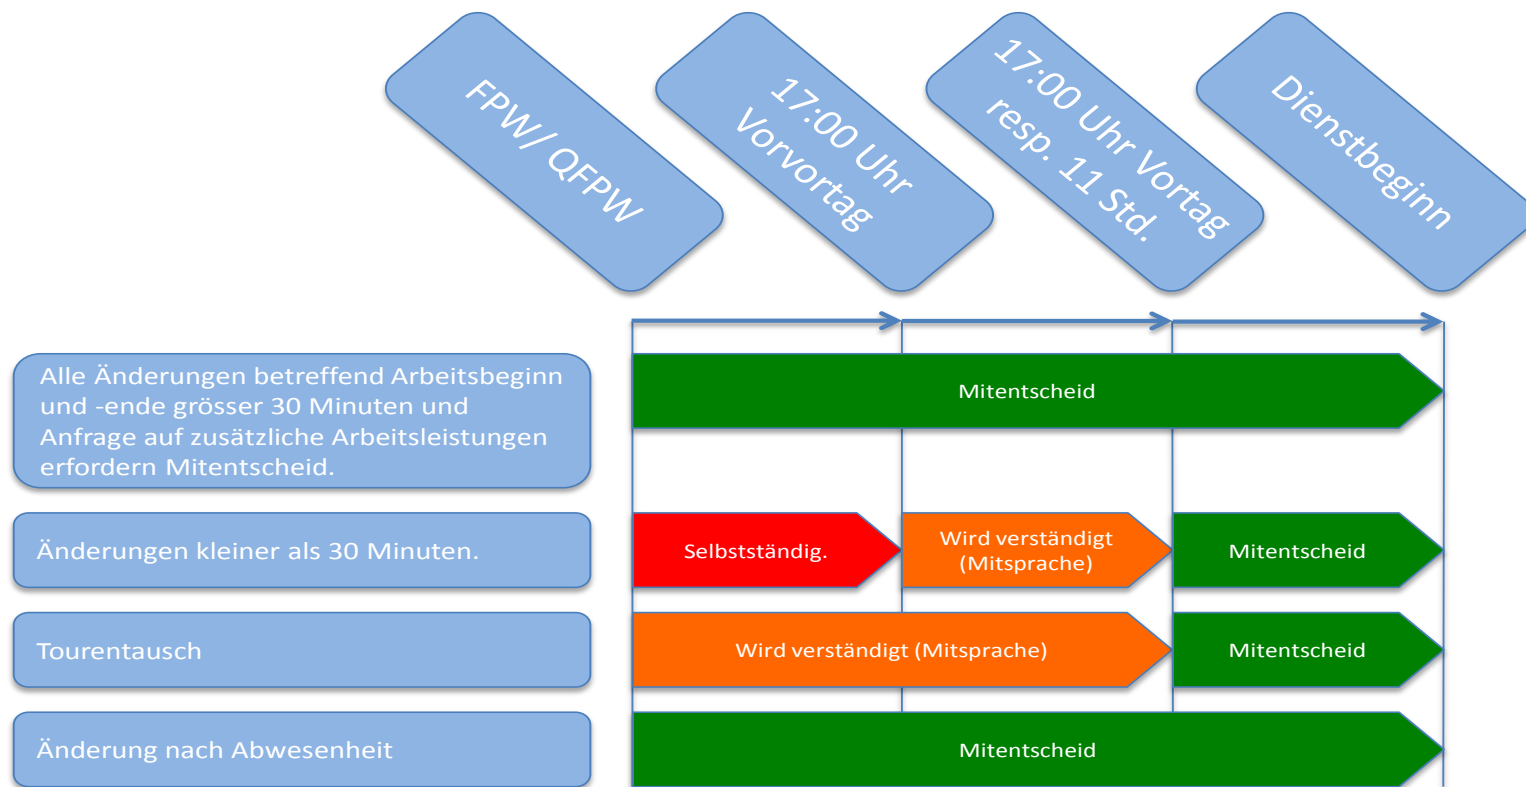 FPW/ QFPW
17:00 Uhr
Vorvortag
17:00 Uhr Vortag
resp. 11 Std.
Dienstbeginn
Alle Änderungen betreffend Arbeitsbeginn
und -ende grösser 30 Minuten und
Anfrage auf zusätzliche Arbeitsleistungen
erfordern Mitentscheid.
Mitentscheid
Änderungen kleiner als 30 Minuten.
Selbstständig.
Wird verständigt
(Mitsprache)
Mitentscheid
Tourentausch
Wird verständigt (Mitsprache)
Mitentscheid
Änderung nach Abwesenheit
Mitentscheid